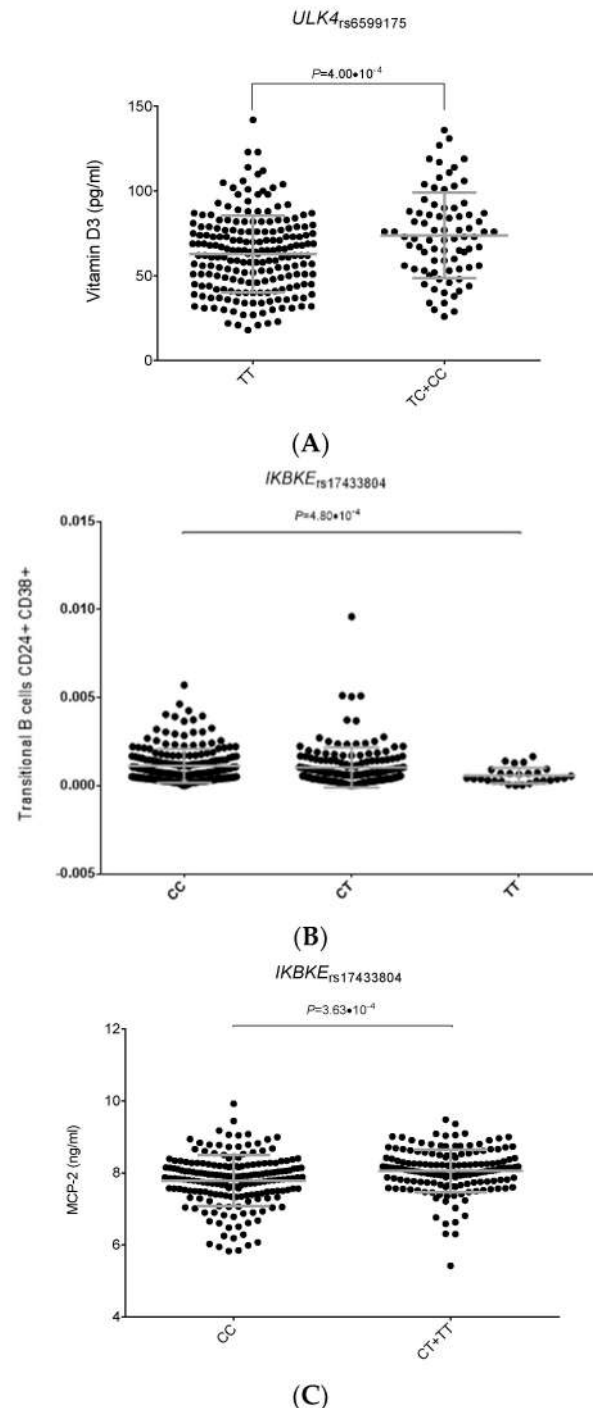 ULK4rs6599175
P=4.00•10⁻⁴
150
100
50
0
Vitamin D3 (pg/ml)
TT
TC+CC
(A)
IKBKErs17433804
P=4.80•10⁻⁴
0.015
0.010
0.005
0.000
-0.005
Transitional B cells CD24+ CD38+
CC
CT
TT
(B)
IKBKErs17433804
P=3.63•10⁻⁴
12
10
8
6
4
MCP-2 (ng/ml)
CC
CT+TT
(C)